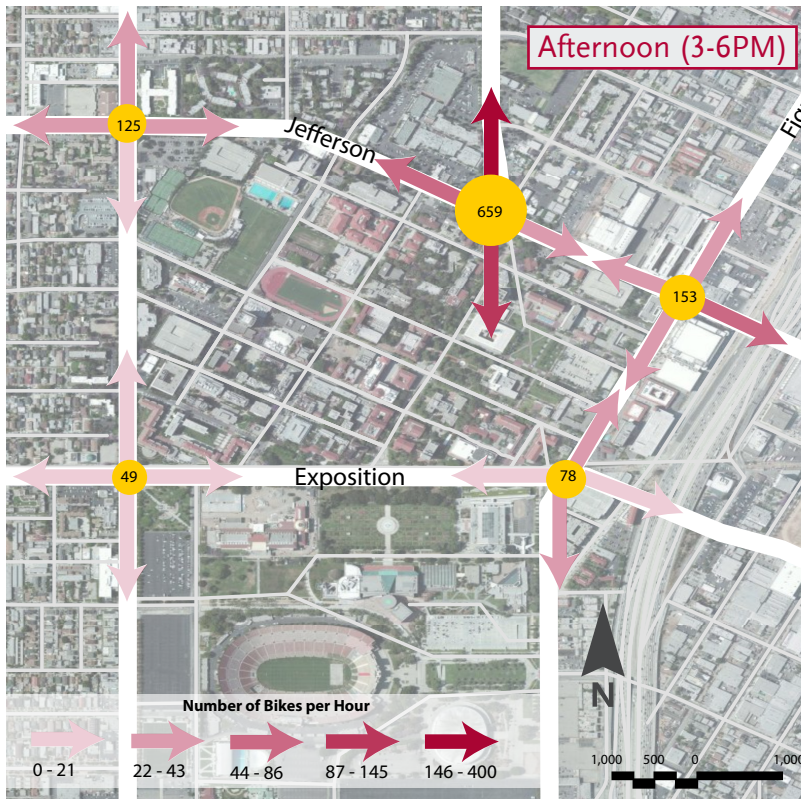 Afternoon (3-6PM)
Fig
125
Jefferson
659
153
49
Exposition
78
N
Number of Bikes per Hour
0 - 21
22 - 43
44 - 86
87 - 145
146 - 400
1,000 500 0 1,000